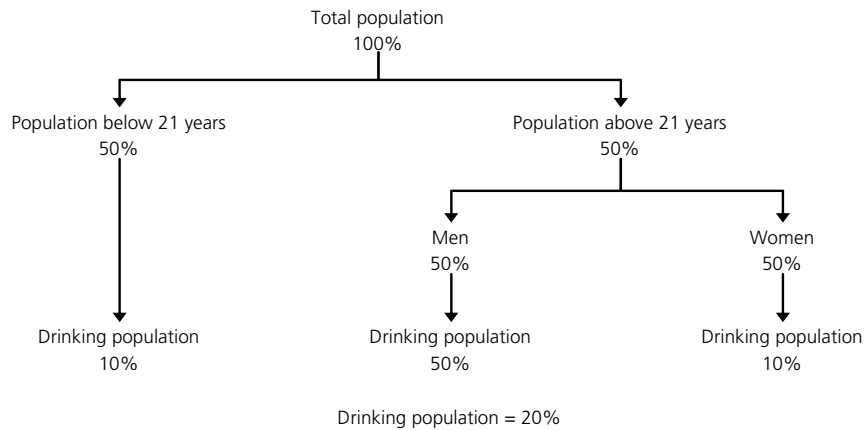 Total population
100%
Population below 21 years
50%
Population above 21 years
50%
Men
50%
Women
50%
Drinking population
10%
Drinking population
50%
Drinking population
10%
Drinking population = 20%